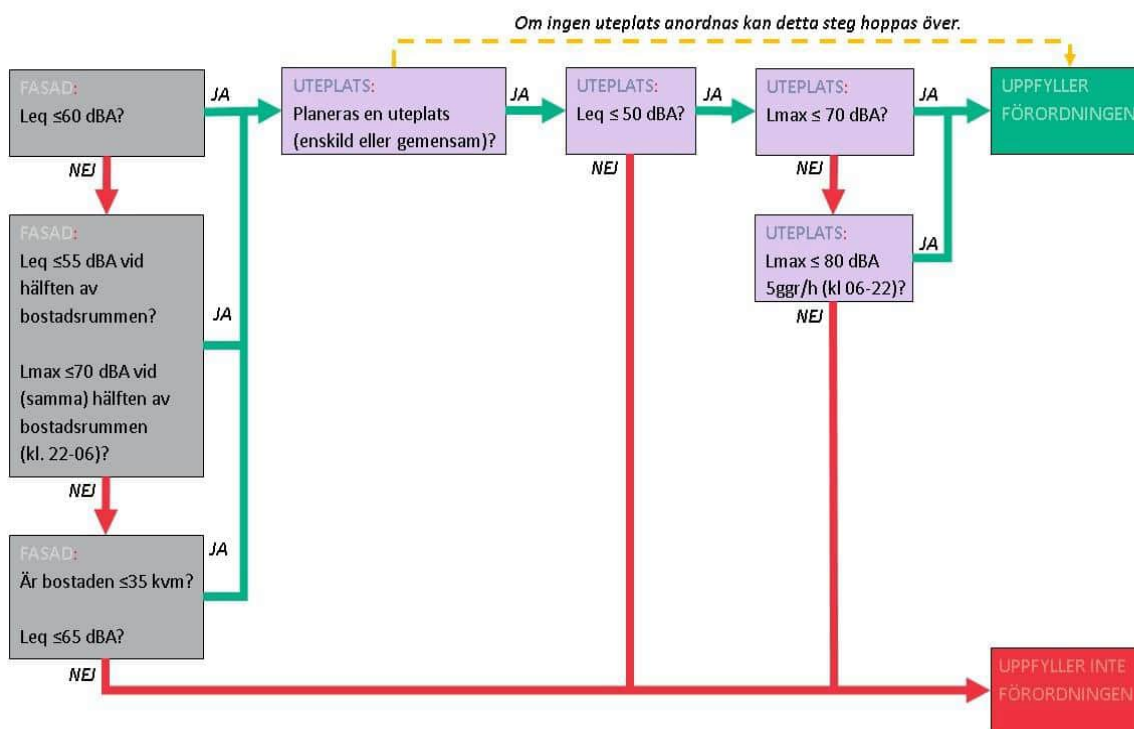 Om ingen uteplats anordnas kan detta steg hoppas över.
FASAD:
Leq ≤60 dBA?
JA
NEJ
UTEPLATS:
Planeras en uteplats
(enskild eller gemensam)?
JA
UTEPLATS:
Leq ≤ 50 dBA?
JA
NEJ
UTEPLATS:
Lmax ≤ 70 dBA?
JA
NEJ
UPPFYLLER
FÖRORDNINGEN
FASAD:
Leq ≤55 dBA vid
hälften av
bostadsrummen?
Lmax ≤70 dBA vid
(samma) hälften av
bostadsrummen
(kl. 22-06)?
JA
NEJ
UTEPLATS:
Lmax ≤ 80 dBA
5ggr/h (kl 06-22)?
JA
NEJ
FASAD:
Är bostaden ≤35 kvm?
Leq ≤65 dBA?
JA
NEJ
UPPFYLLER INTE
FÖRORDNINGEN